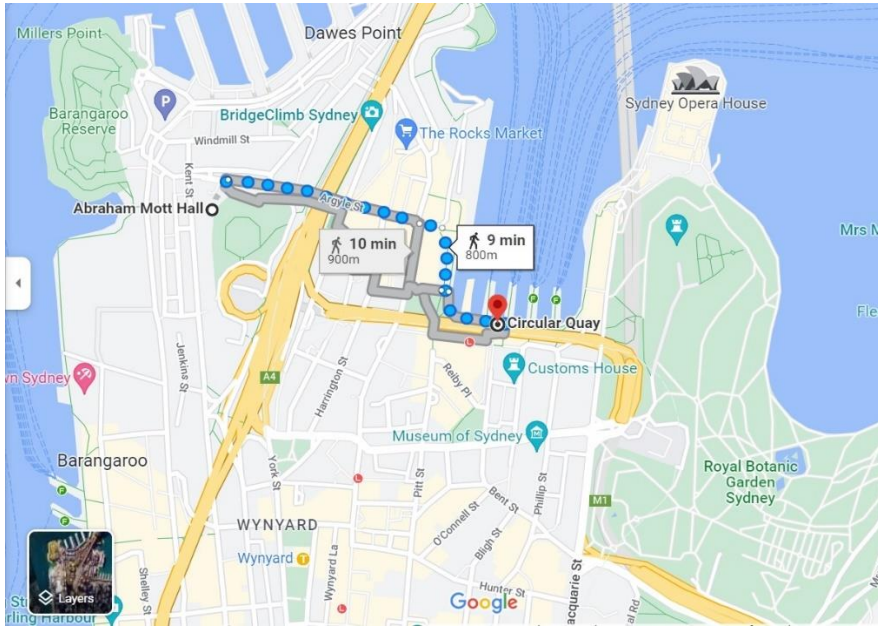 Millers Point
Dawes Point
Sydney Opera House
P
Barangaroo
Reserve
BridgeClimb Sydney
The Rocks Market
Windmill St
Kent St
Abraham Mott Hall
Argyle St
Mrs M
10 min
900m
9 min
800m
Fle
Circular Quay
F
F
L
Jenkins St
Harrington St
A4
Reiby Pl
Customs House
wn Sydney
Museum of Sydney
Barangaroo
York St
L
Pitt St
Phillip St
Royal Botanic
Garden
Sydney
F
F
M1
Bent St
O'Connell St
Bligh St
WYNYARD
Wynyard
T
Wynyard La
Shelley St
Layers
Hunter St
Google
L
acquarie St
al Rd
St
rling Harbour